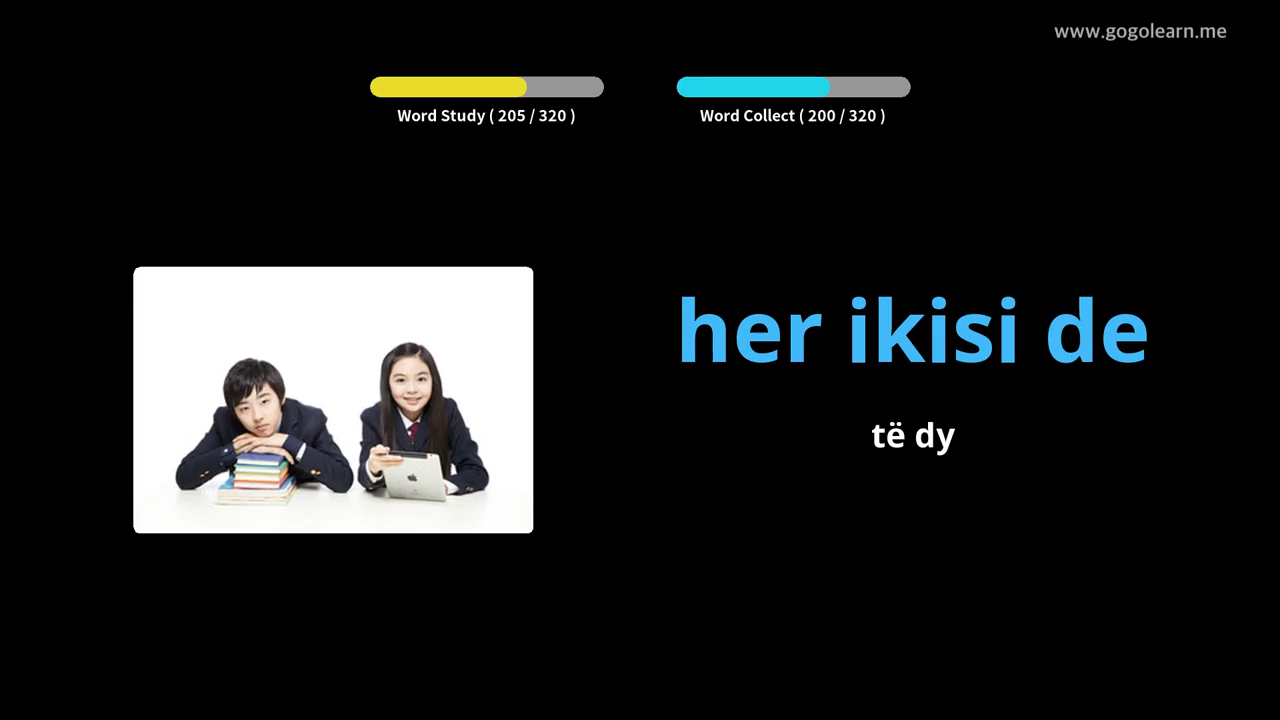 www.gogolearn.me
Word Study ( 205 / 320 )
Word Collect ( 200 / 320 )
her ikisi de
të dy